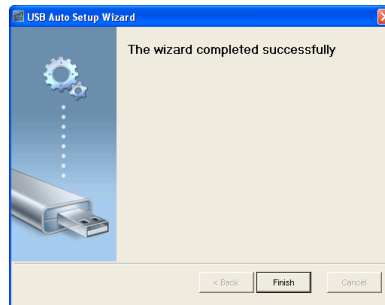 USB Auto Setup Wizard
The wizard completed successfully
< Back
Finish
Cancel